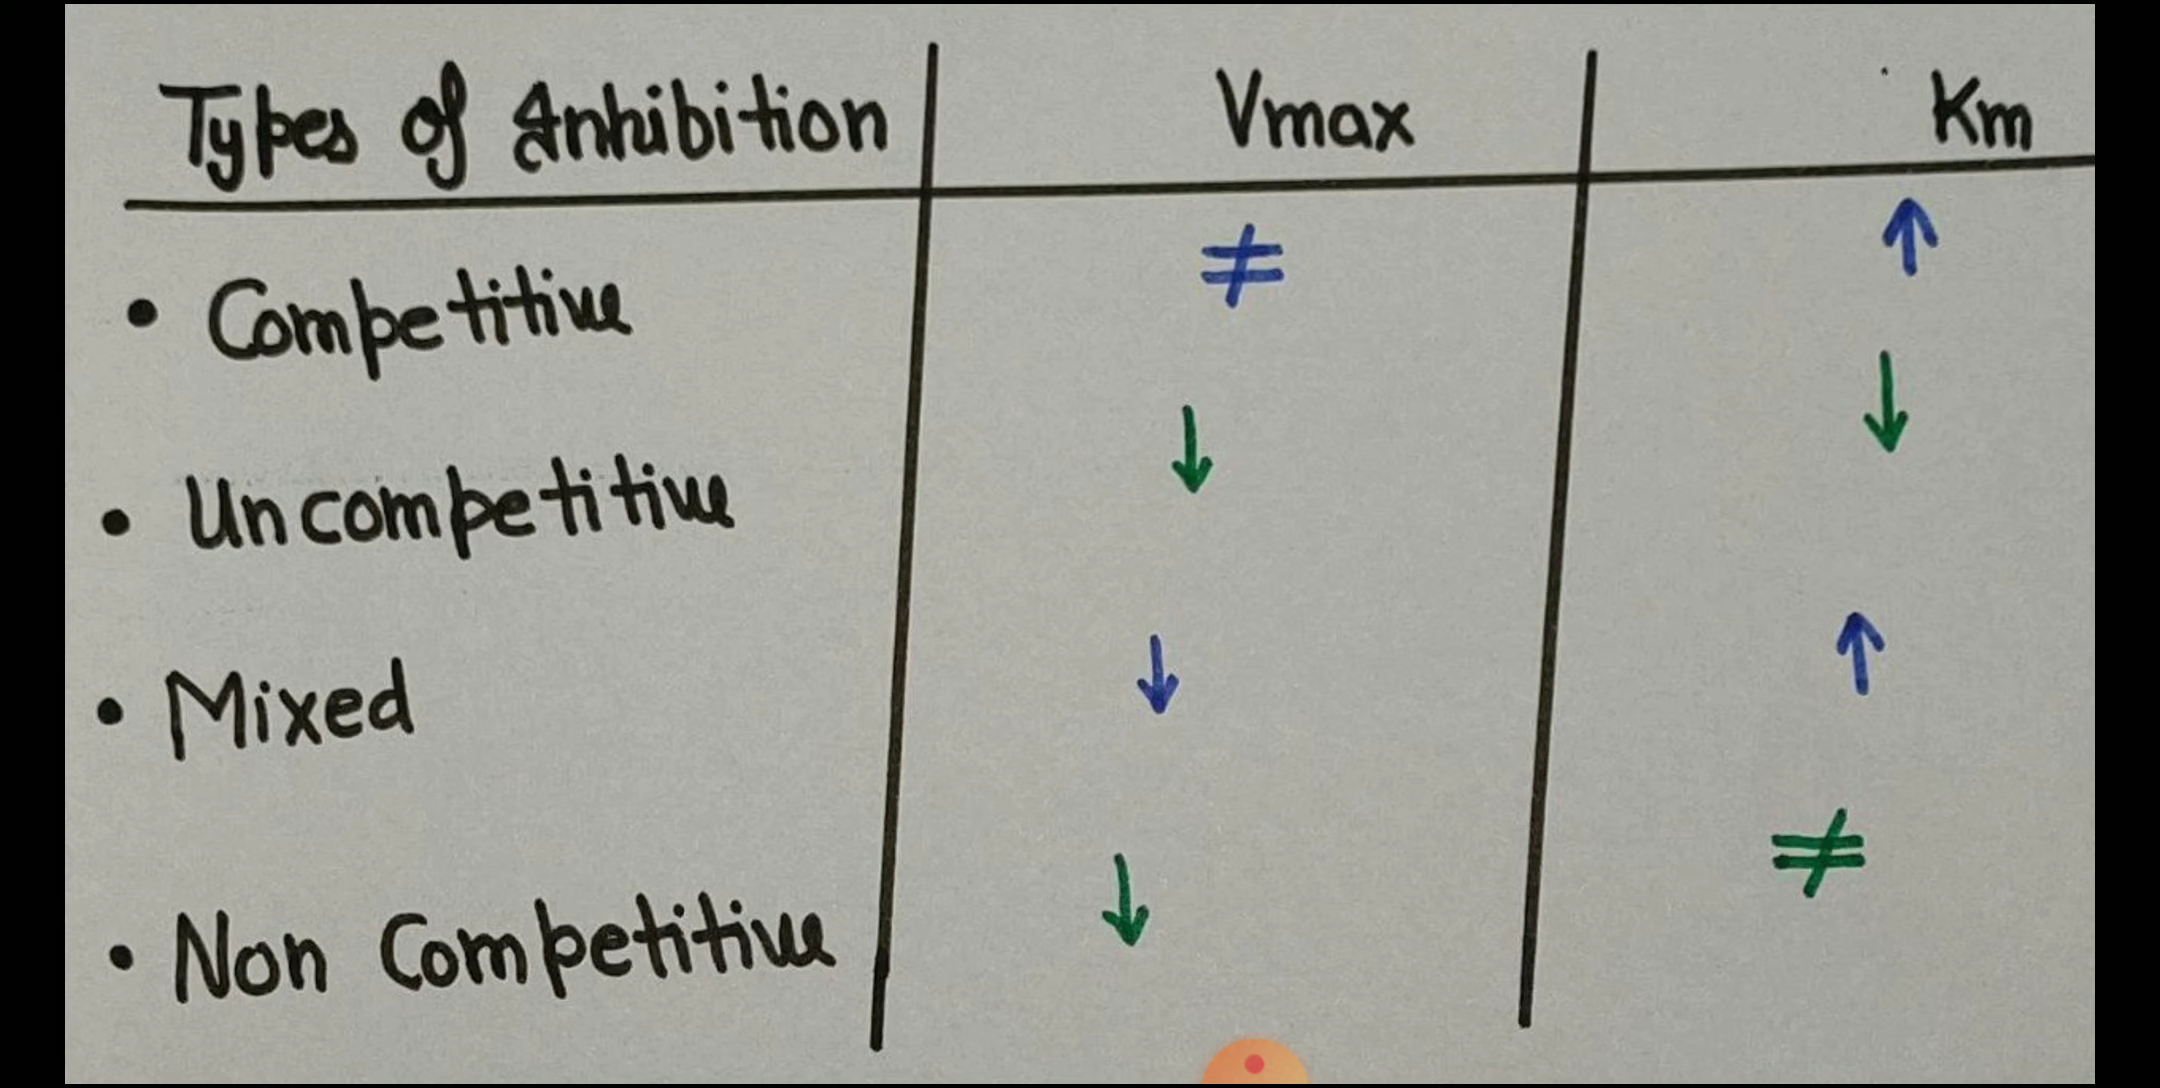 Types of Inhibition Vmax Km
• Competitive ≠ ↑
• Uncompetitive ↓ ↓
• Mixed ↓ ↑
• Non Competitive ↓ ≠